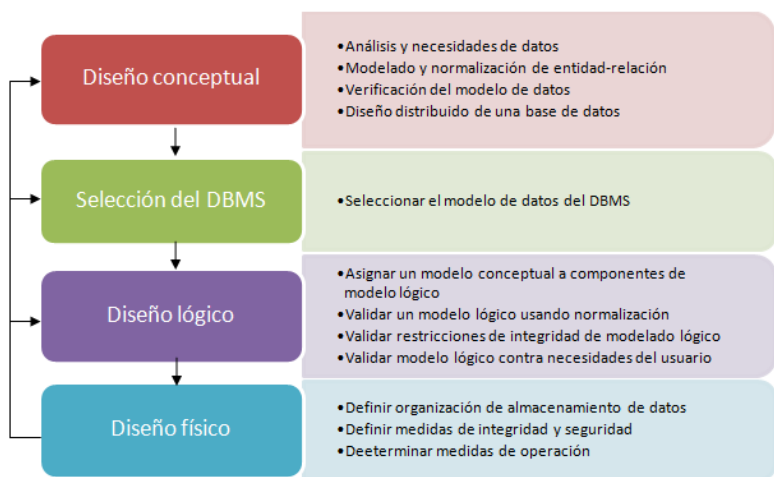 Diseño conceptual
•Análisis y necesidades de datos
•Modelado y normalización de entidad-relación
•Verificación del modelo de datos
•Diseño distribuido de una base de datos
Selección del DBMS
•Seleccionar el modelo de datos del DBMS
Diseño lógico
•Asignar un modelo conceptual a componentes de
modelo lógico
•Validar un modelo lógico usando normalización
•Validar restricciones de integridad de modelado lógico
•Validar modelo lógico contra necesidades del usuario
Diseño físico
•Definir organización de almacenamiento de datos
•Definir medidas de integridad y seguridad
•Deeterminar medidas de operación